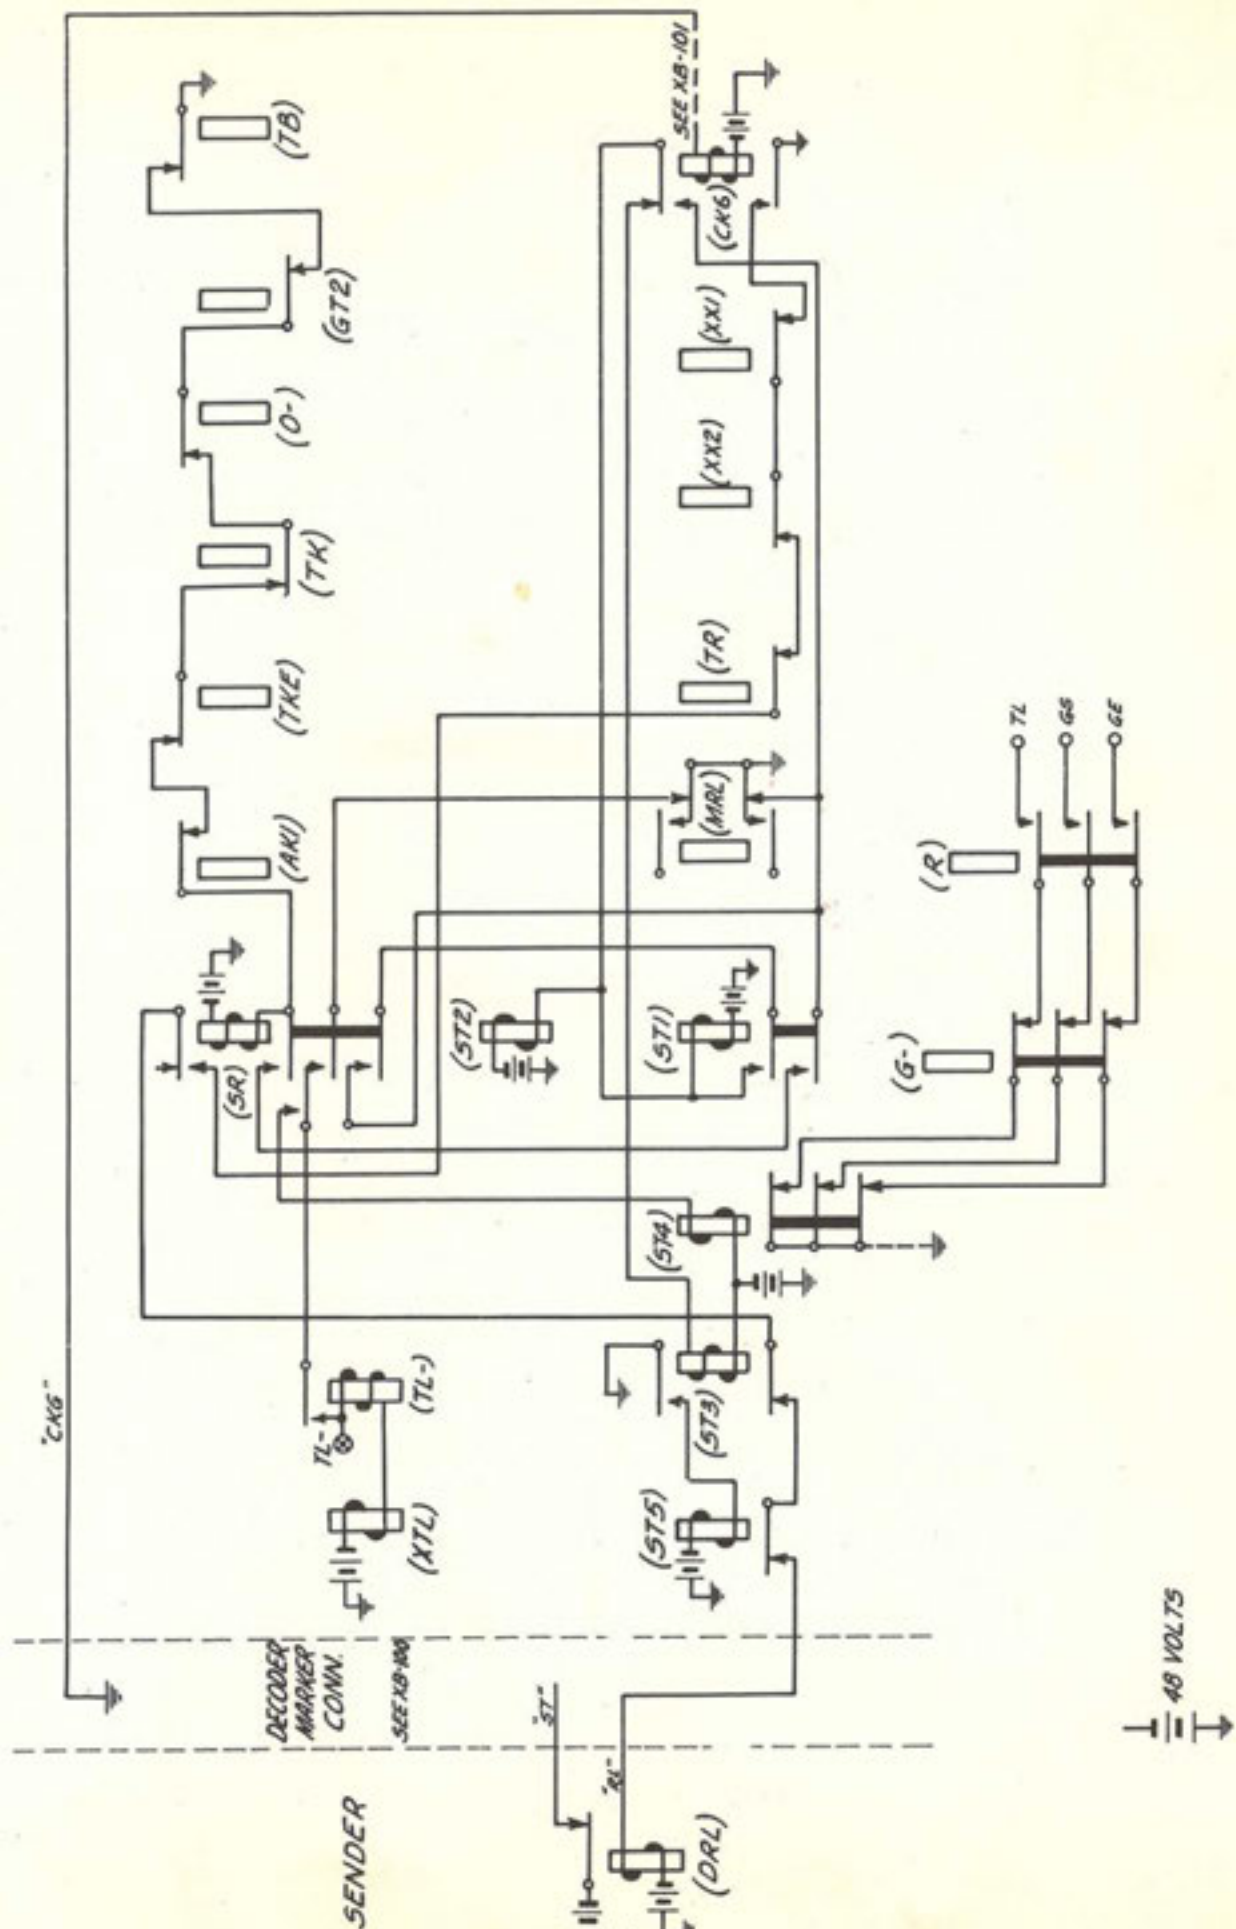 "CKG"
SEE XB-101
(TB)
(GT2)
(O-)
(TK)
(TKE)
(AK1)
(CKG)
(XX1)
(XX2)
(TR)
(MRL)
TL
GS
GE
(R)
(G-)
(SR)
(ST2)
(ST1)
(ST4)
(ST3)
(ST5)
(TL-)
TL-
(XTL)
DECODER
MARKER
CONN.
SEE XB-100
"ST"
"RL"
(DRL)
SENDER
48 VOLTS